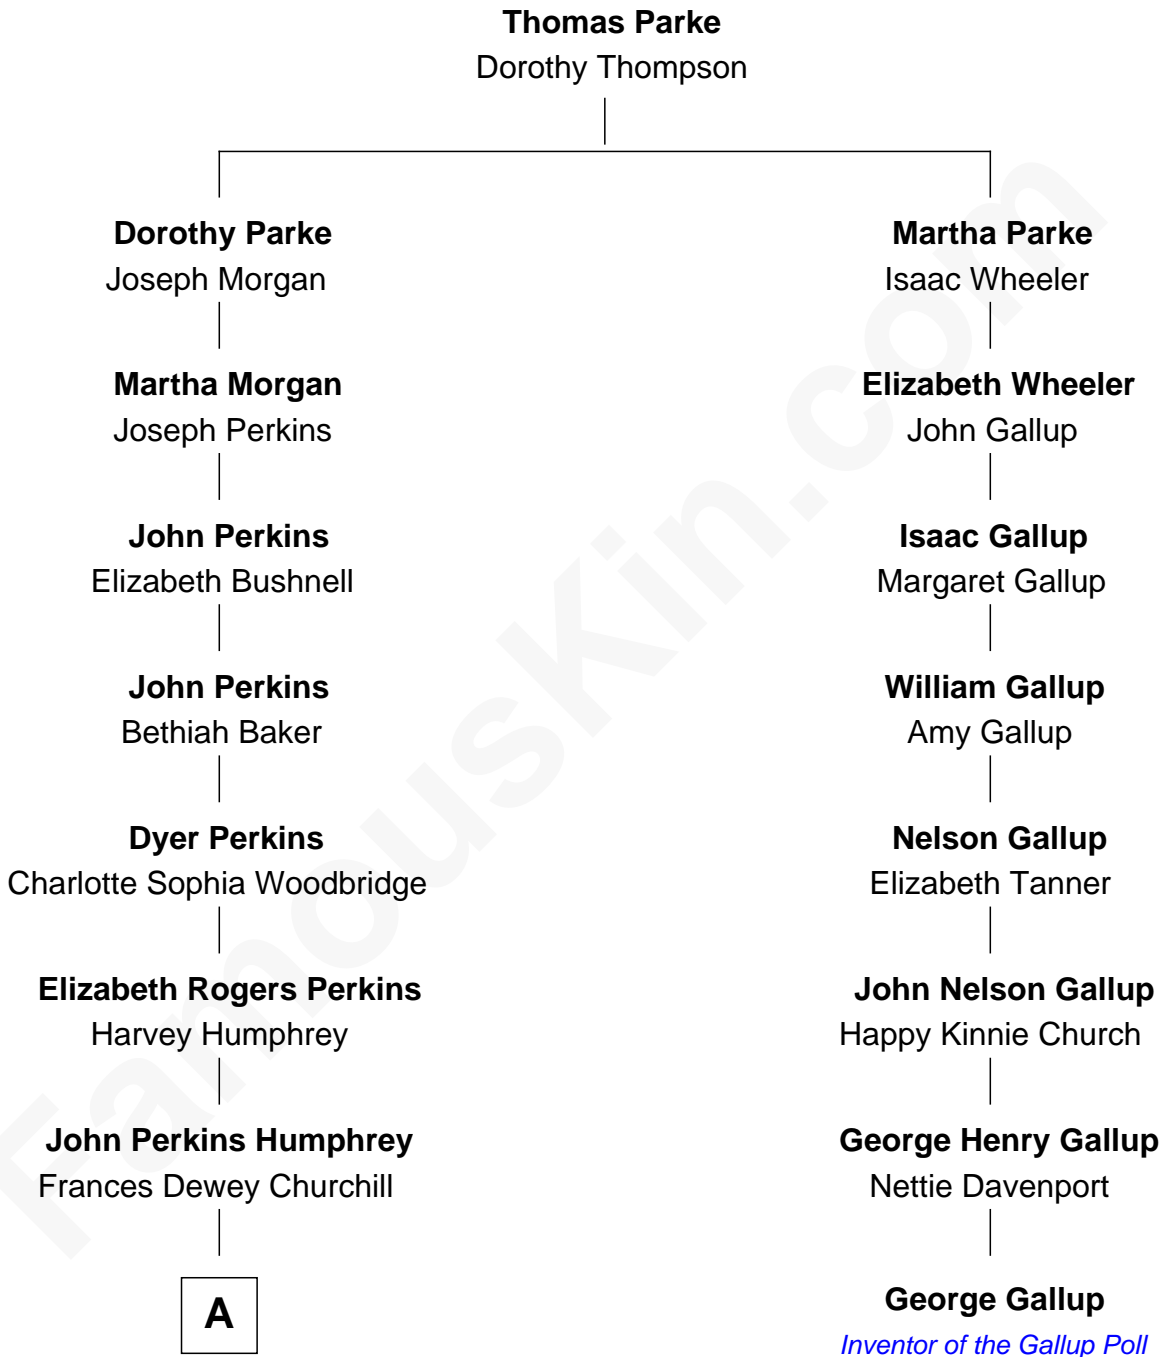 Thomas Parke
Dorothy Thompson
Dorothy Parke
Joseph Morgan
Martha Morgan
Joseph Perkins
John Perkins
Elizabeth Bushnell
John Perkins
Bethiah Baker
Dyer Perkins
Charlotte Sophia Woodbridge
Elizabeth Rogers Perkins
Harvey Humphrey
John Perkins Humphrey
Frances Dewey Churchill
A
Martha Parke
Isaac Wheeler
Elizabeth Wheeler
John Gallup
Isaac Gallup
Margaret Gallup
William Gallup
Amy Gallup
Nelson Gallup
Elizabeth Tanner
John Nelson Gallup
Happy Kinnie Church
George Henry Gallup
Nettie Davenport
George Gallup
Inventor of the Gallup Poll
FamousKin.com